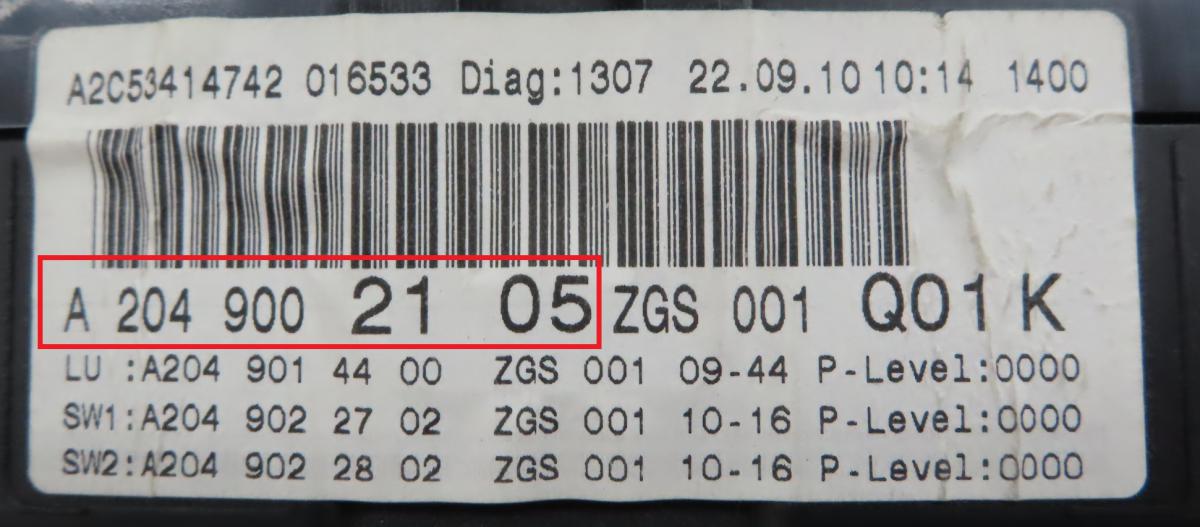 A2C53414742 016533 Diag:1307 22.09.10 10:14 1400
A 204 900 21 05 ZGS 001 Q01 K
LU :A204 901 44 00 ZGS 001 09-44 P-Level:0000
SW1:A204 902 27 02 ZGS 001 10-16 P-Level:0000
SW2:A204 902 28 02 ZGS 001 10-16 P-Level:0000